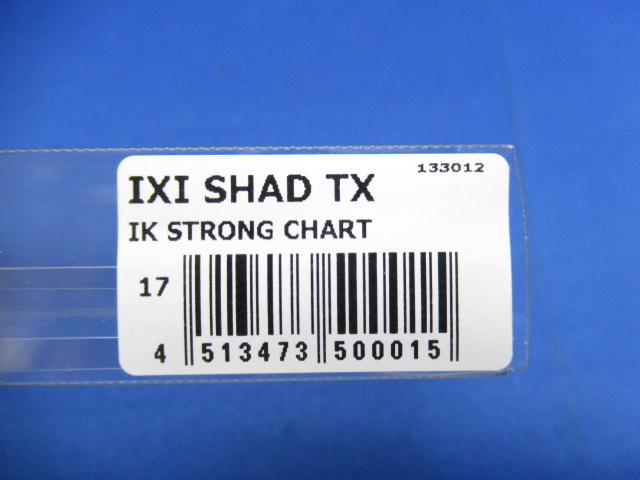 133012
IXI SHAD TX
IK STRONG CHART
17
4 513473 500015